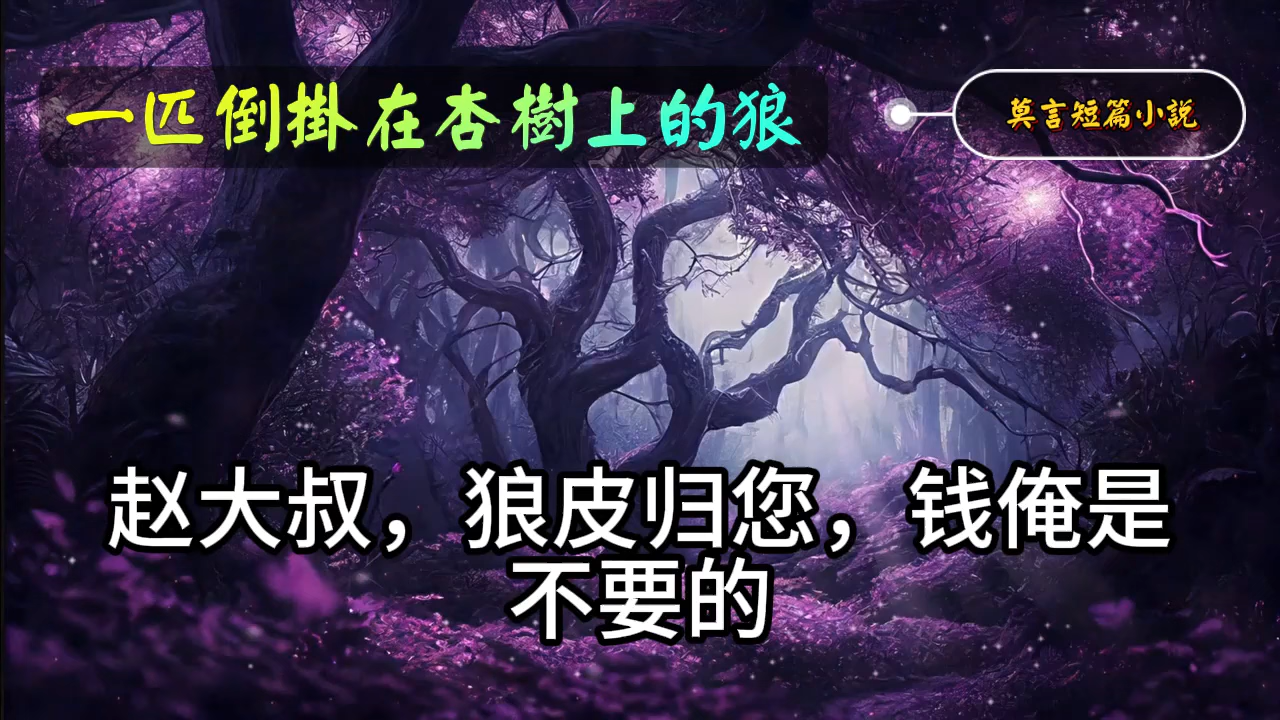 一匹倒掛在杏樹上的狼
莫言短篇小說
赵大叔，狼皮归您，钱俺是
不要的